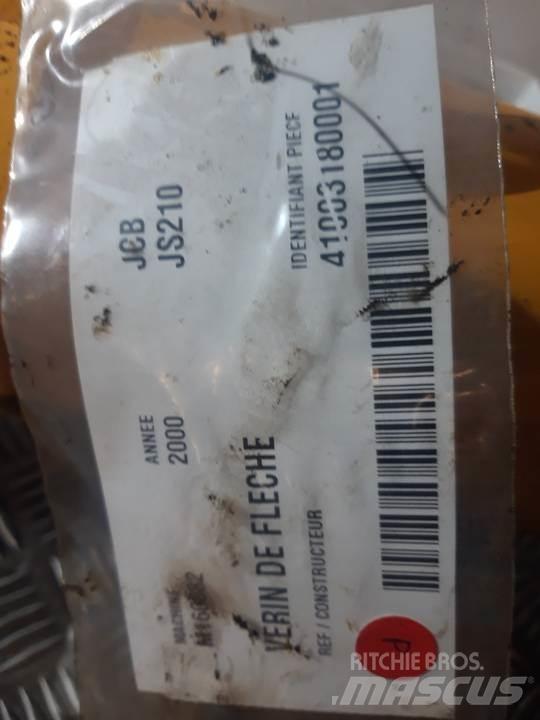 JCB
JS210
ANNEE
2000
MACHINE
IDENTIFIANT PIECE
41003180001
VERIN DE FLECHE
REF / CONSTRUCTEUR
P
RITCHIE BROS.
MASCUS